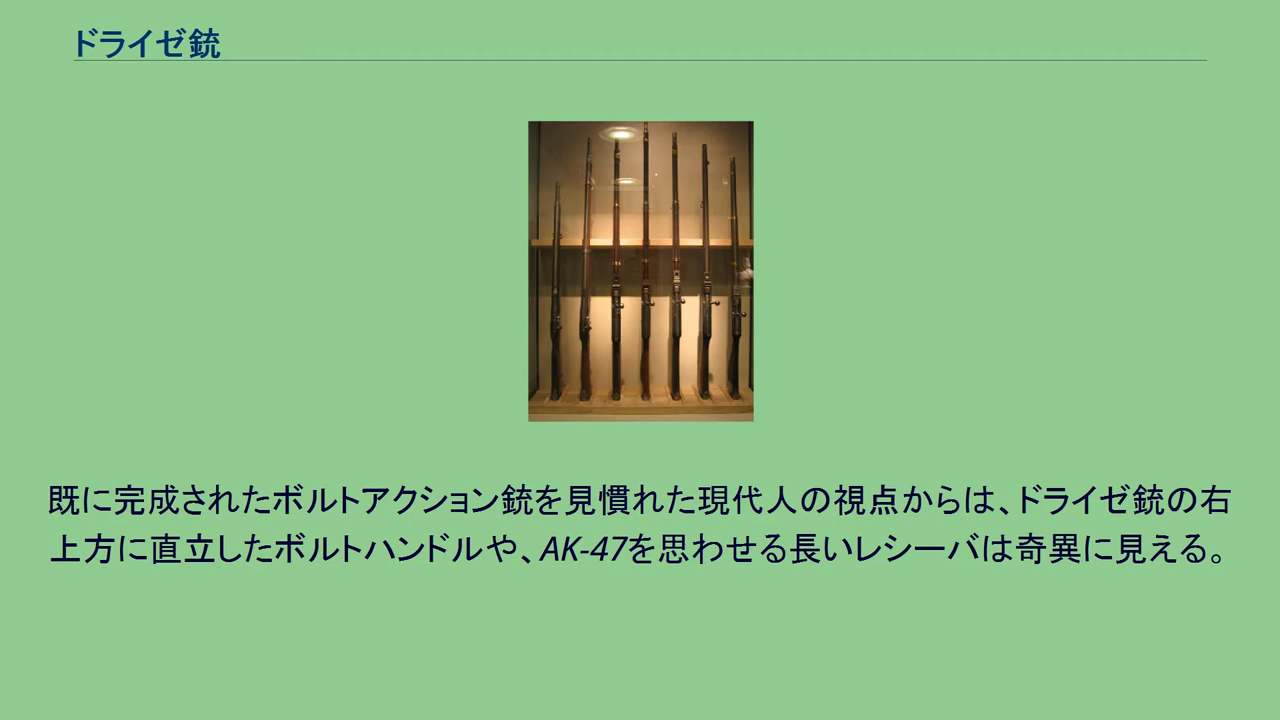 ドライゼ銃
既に完成されたボルトアクション銃を見慣れた現代人の視点からは、ドライゼ銃の右
上方に直立したボルトハンドルや、AK-47を思わせる長いレシーバは奇異に見える。